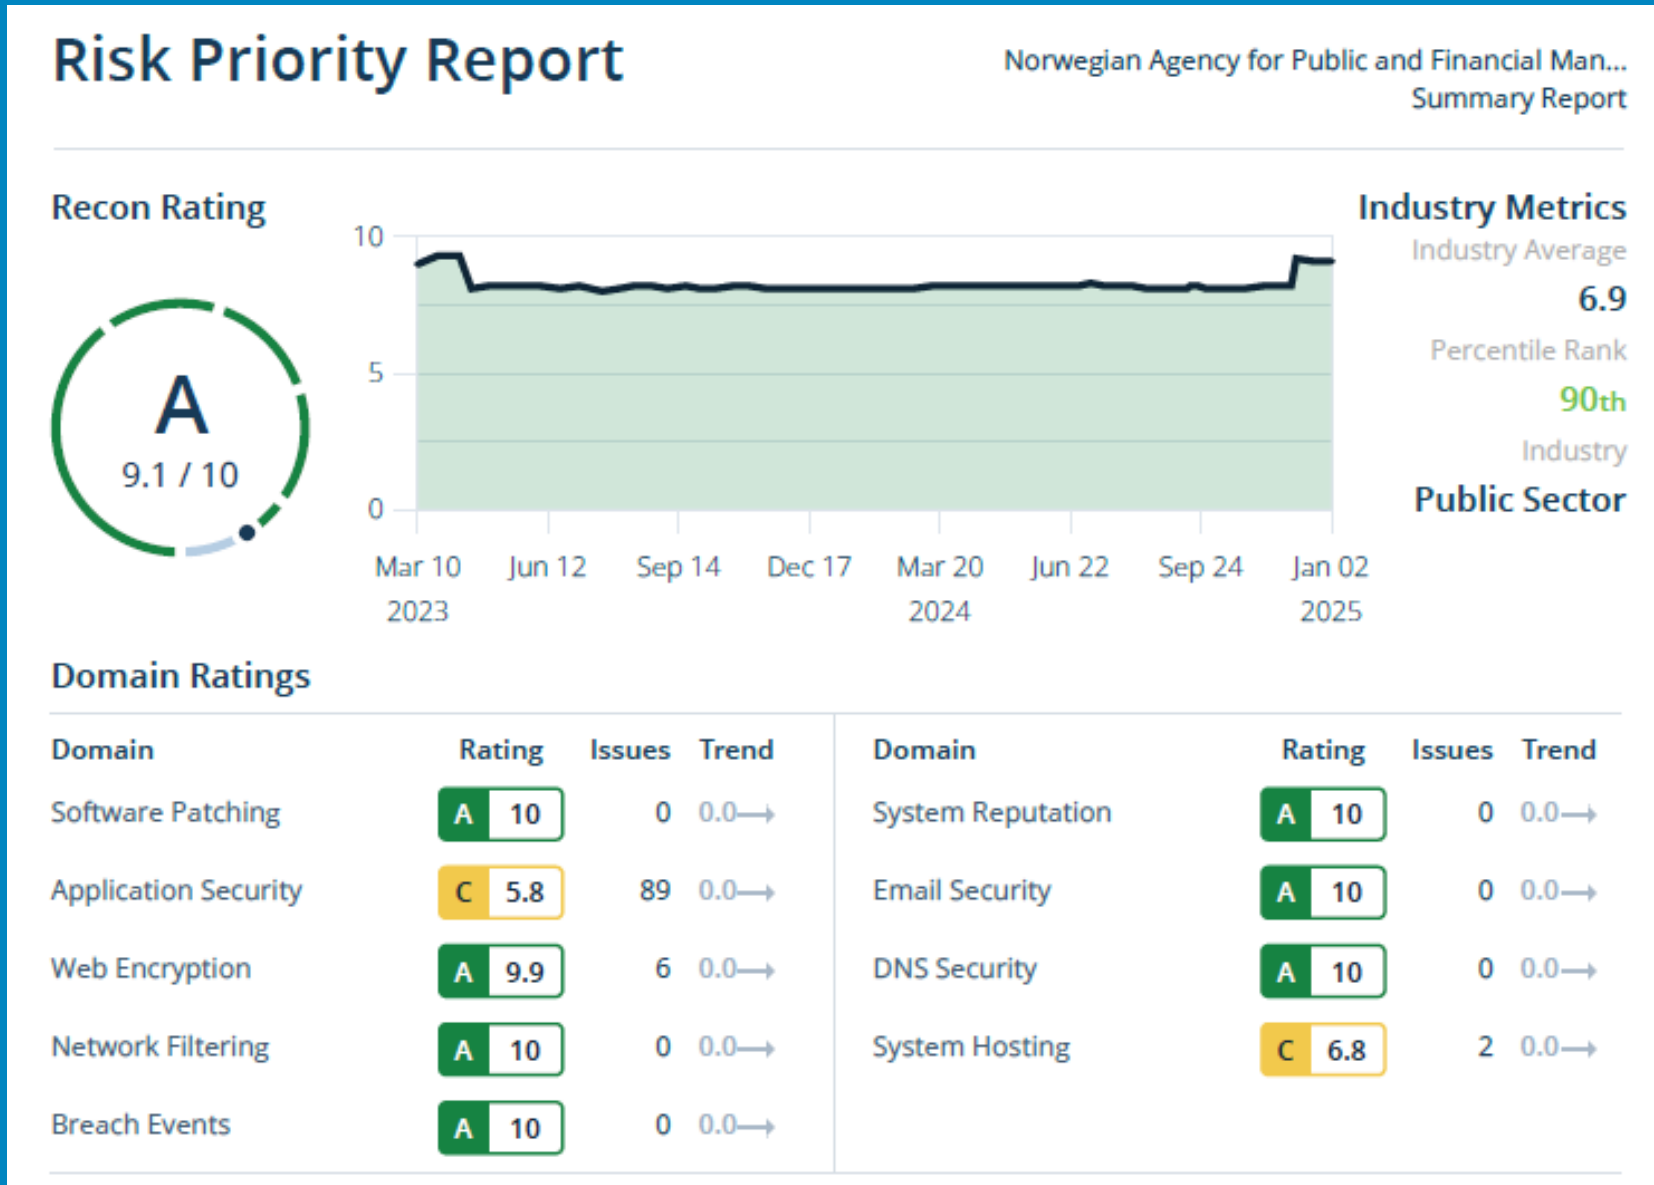 Risk Priority Report
Norwegian Agency for Public and Financial Man...
Summary Report
Recon Rating
A
9.1 / 10
10
5
0
Mar 10 Jun 12 Sep 14 Dec 17 Mar 20 Jun 22 Sep 24 Jan 02
2023 2024 2025
Industry Metrics
Industry Average
6.9
Percentile Rank
90th
Industry
Public Sector
Domain Ratings
Domain Rating Issues Trend
Software Patching A 10 0 0.0
Application Security C 5.8 89 0.0
Web Encryption A 9.9 6 0.0
Network Filtering A 10 0 0.0
Breach Events A 10 0 0.0
Domain Rating Issues Trend
System Reputation A 10 0 0.0
Email Security A 10 0 0.0
DNS Security A 10 0 0.0
System Hosting C 6.8 2 0.0